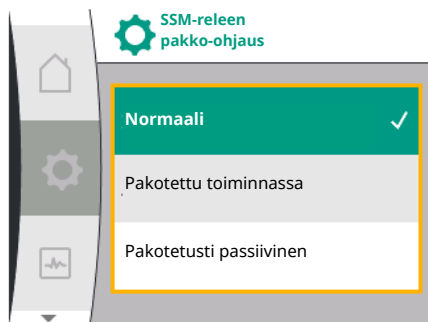 SSM-releen
pakko-ohjaus
Normaali
Pakotettu toiminnassa
Pakotetusti passiivinen